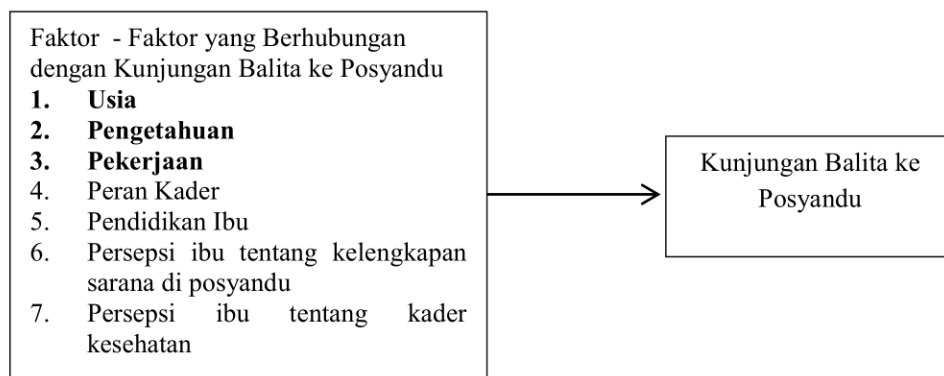 Faktor - Faktor yang Berhubungan
dengan Kunjungan Balita ke Posyandu
1. Usia
2. Pengetahuan
3. Pekerjaan
4. Peran Kader
5. Pendidikan Ibu
6. Persepsi ibu tentang kelengkapan
sarana di posyandu
7. Persepsi ibu tentang kader
kesehatan
Kunjungan Balita ke
Posyandu